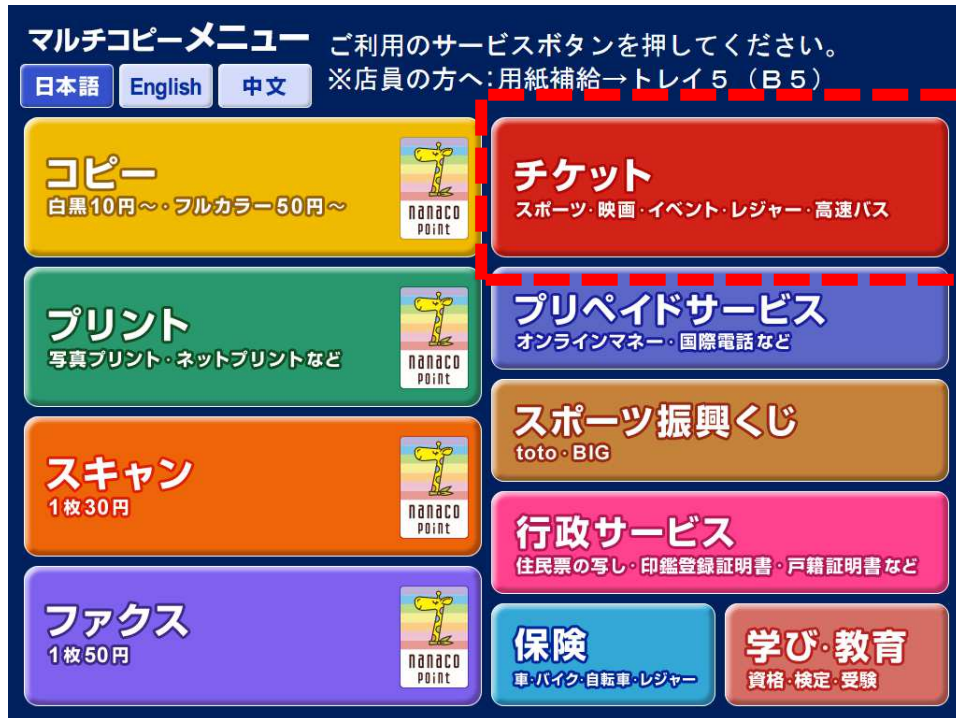 マルチコピーメニュー
ご利用のサービスボタンを押してください。
日本語 English 中文
※店員の方へ:用紙補給→トレイ5（B5）
コピー
白黒10円～・フルカラー50円～
nanaco
POINT
チケット
スポーツ・映画・イベント・レジャー・高速バス
プリント
写真プリント・ネットプリントなど
nanaco
POINT
プリペイドサービス
オンラインマネー・国際電話など
スキャン
1枚30円
nanaco
POINT
スポーツ振興くじ
toto・BIG
行政サービス
住民票の写し・印鑑登録証明書・戸籍証明書など
ファクス
1枚50円
nanaco
POINT
保険
車・バイク・自転車・レジャー
学び・教育
資格・検定・受験